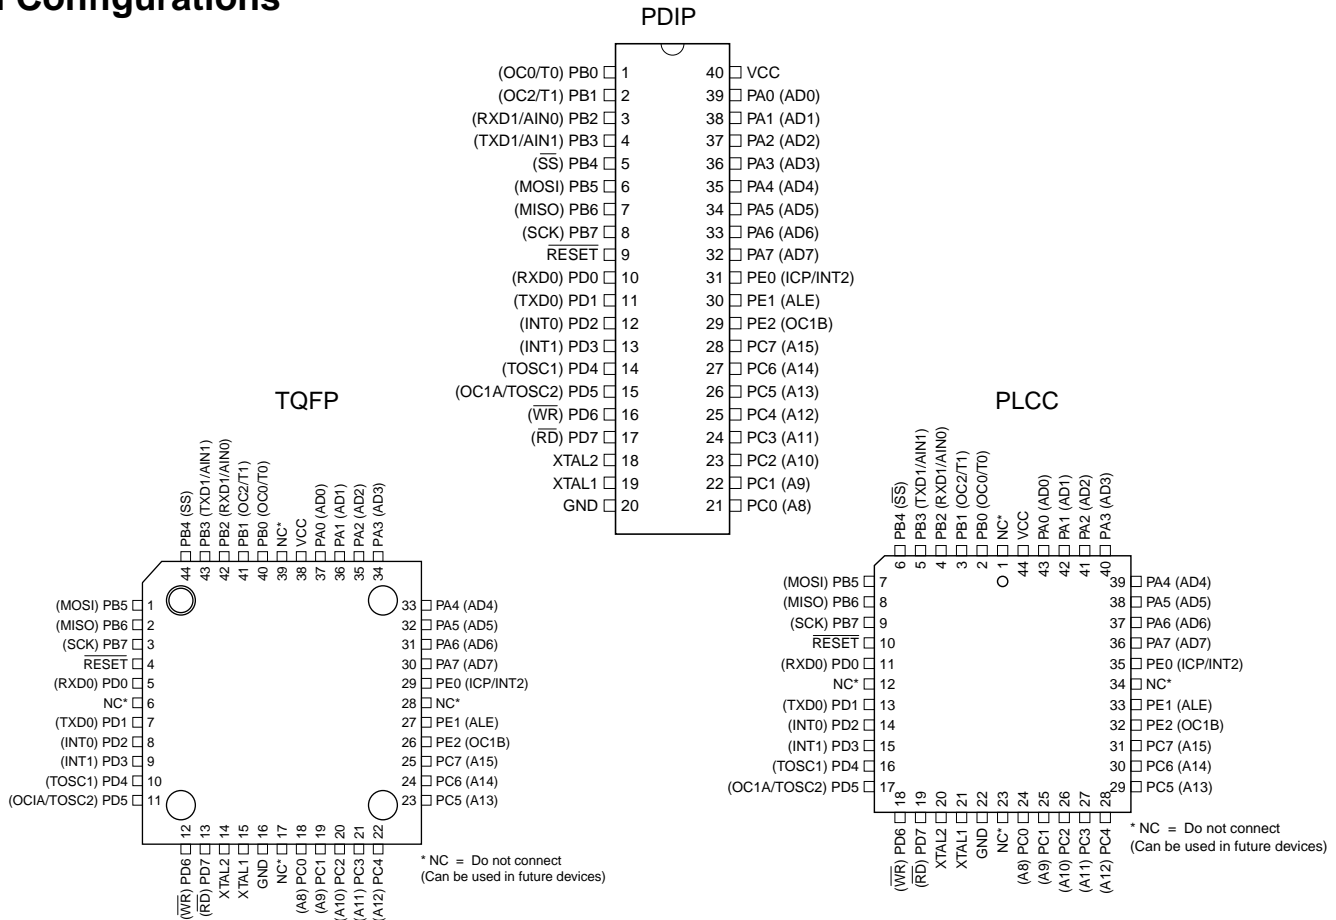 Configurations
PDIP
(OC0/T0) PB0 1 40 VCC
(OC2/T1) PB1 2 39 PA0 (AD0)
(RXD1/AIN0) PB2 3 38 PA1 (AD1)
(TXD1/AIN1) PB3 4 37 PA2 (AD2)
(SS) PB4 5 36 PA3 (AD3)
(MOSI) PB5 6 35 PA4 (AD4)
(MISO) PB6 7 34 PA5 (AD5)
(SCK) PB7 8 33 PA6 (AD6)
RESET 9 32 PA7 (AD7)
(RXD0) PD0 10 31 PE0 (ICP/INT2)
(TXD0) PD1 11 30 PE1 (ALE)
(INT0) PD2 12 29 PE2 (OC1B)
(INT1) PD3 13 28 PC7 (A15)
(TOSC1) PD4 14 27 PC6 (A14)
(OC1A/TOSC2) PD5 15 26 PC5 (A13)
(WR) PD6 16 25 PC4 (A12)
(RD) PD7 17 24 PC3 (A11)
XTAL2 18 23 PC2 (A10)
XTAL1 19 22 PC1 (A9)
GND 20 21 PC0 (A8)
TQFP
PB4 (SS) 44
PB3 (TXD1/AIN1) 43
PB2 (RXD1/AIN0) 42
PB1 (OC2/T1) 41
PB0 (OC0/T0) 40
NC* 39
VCC 38
PA0 (AD0) 37
PA1 (AD1) 36
PA2 (AD2) 35
PA3 (AD3) 34
(MOSI) PB5 1 33 PA4 (AD4)
(MISO) PB6 2 32 PA5 (AD5)
(SCK) PB7 3 31 PA6 (AD6)
RESET 4 30 PA7 (AD7)
(RXD0) PD0 5 29 PE0 (ICP/INT2)
NC* 6 28 NC*
(TXD0) PD1 7 27 PE1 (ALE)
(INT0) PD2 8 26 PE2 (OC1B)
(INT1) PD3 9 25 PC7 (A15)
(TOSC1) PD4 10 24 PC6 (A14)
(OCIA/TOSC2) PD5 11 23 PC5 (A13)
(WR) PD6 12
(RD) PD7 13
XTAL2 14
XTAL1 15
GND 16
NC* 17
(A8) PC0 18
(A9) PC1 19
(A10) PC2 20
(A11) PC3 21
(A12) PC4 22
* NC = Do not connect
(Can be used in future devices)
PLCC
PB4 (SS) 6
PB3 (TXD1/AIN1) 5
PB2 (RXD1/AIN0) 4
PB1 (OC2/T1) 3
PB0 (OC0/T0) 2
NC* 1
VCC 44
PA0 (AD0) 43
PA1 (AD1) 42
PA2 (AD2) 41
PA3 (AD3) 40
(MOSI) PB5 7 39 PA4 (AD4)
(MISO) PB6 8 38 PA5 (AD5)
(SCK) PB7 9 37 PA6 (AD6)
RESET 10 36 PA7 (AD7)
(RXD0) PD0 11 35 PE0 (ICP/INT2)
NC* 12 34 NC*
(TXD0) PD1 13 33 PE1 (ALE)
(INT0) PD2 14 32 PE2 (OC1B)
(INT1) PD3 15 31 PC7 (A15)
(TOSC1) PD4 16 30 PC6 (A14)
(OC1A/TOSC2) PD5 17 29 PC5 (A13)
(WR) PD6 18
(RD) PD7 19
XTAL2 20
XTAL1 21
GND 22
NC* 23
(A8) PC0 24
(A9) PC1 25
(A10) PC2 26
(A11) PC3 27
(A12) PC4 28
* NC = Do not connect
(Can be used in future devices)